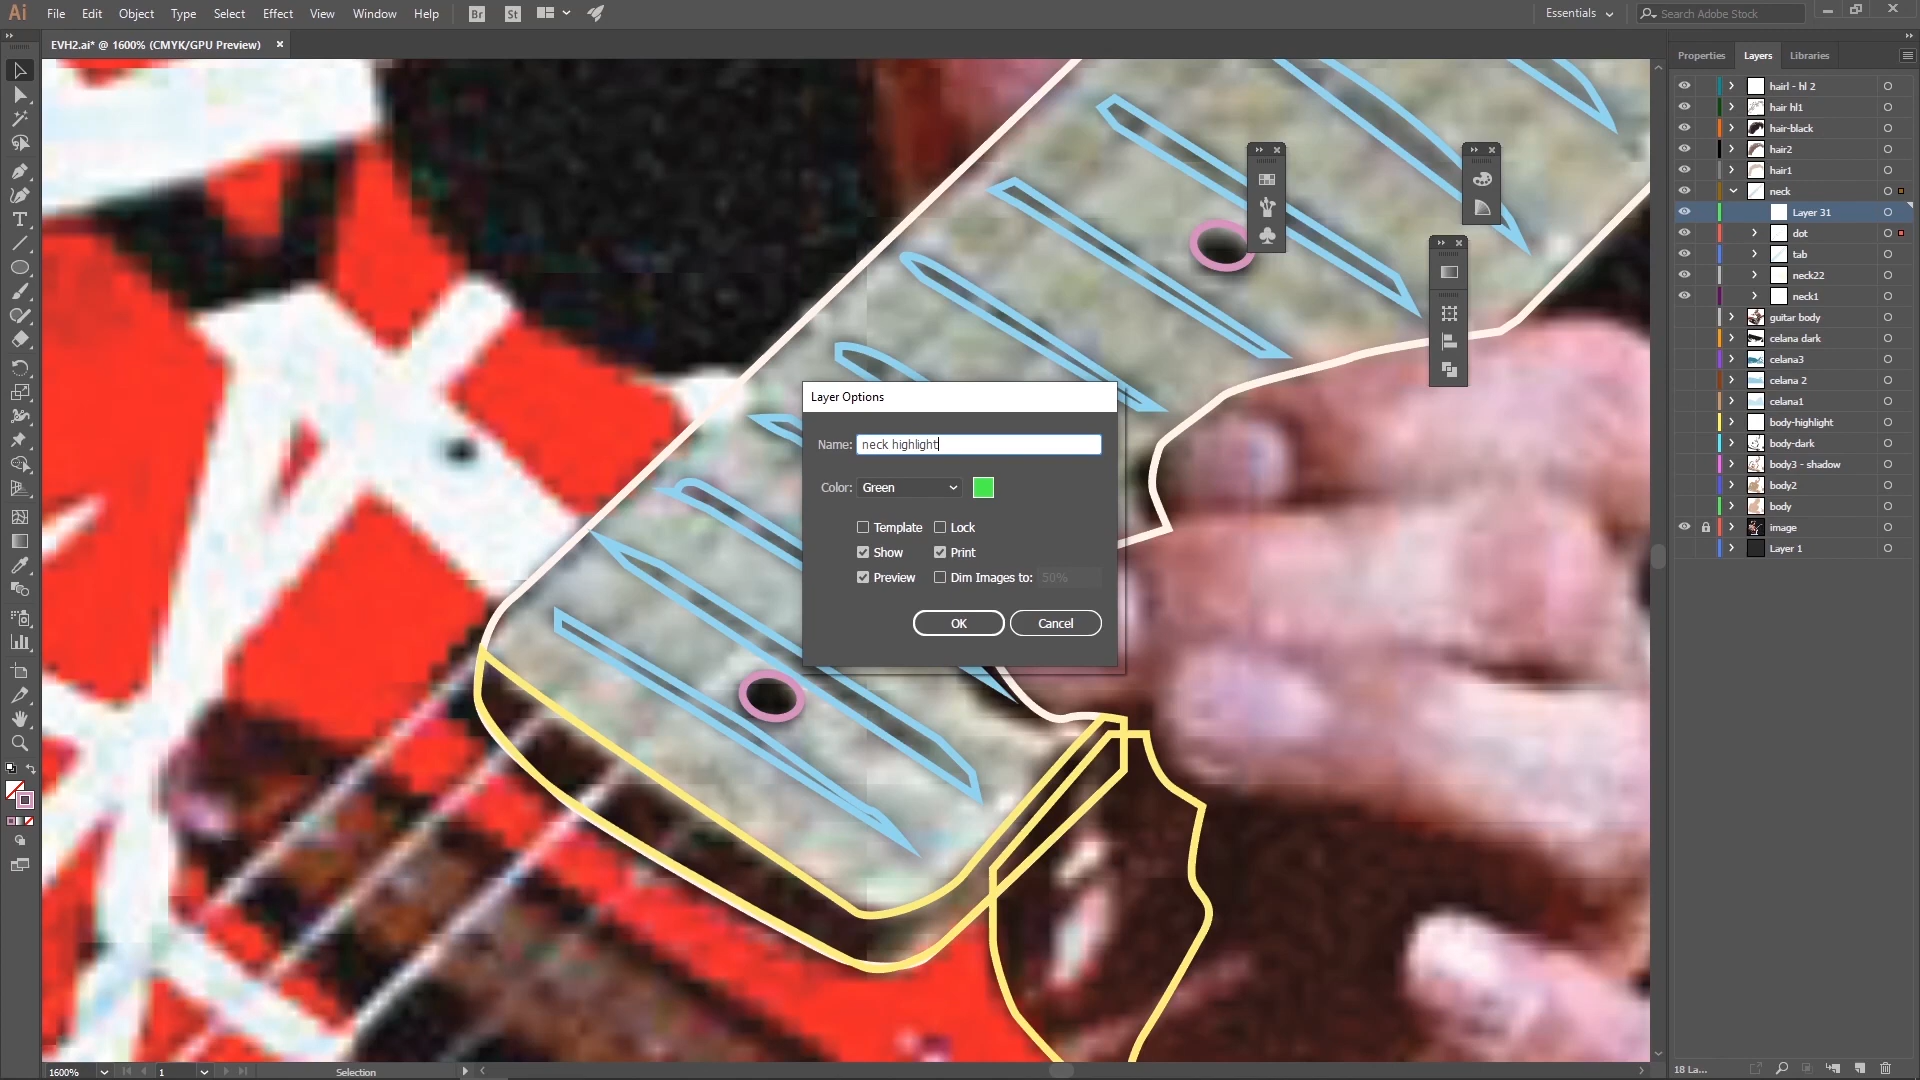 Ai File Edit Object Type Select Effect View Window Help Br St Essentials Search Adobe Stock
EVH2.ai* @ 1600% (CMYK/GPU Preview)
Properties Layers Libraries
hairl - hl 2
hair hl1
hair-black
hair2
hair1
neck
Layer 31
dot
tab
neck22
neck1
guitar body
celana dark
celana3
celana 2
celana1
body-highlight
body-dark
body3 - shadow
body2
body
image
Layer 1
Layer Options
Name: neck highlight
Color: Green
Template Lock
Show Print
Preview Dim Images to: 50%
OK Cancel
1600% 1 Selection 18 La...